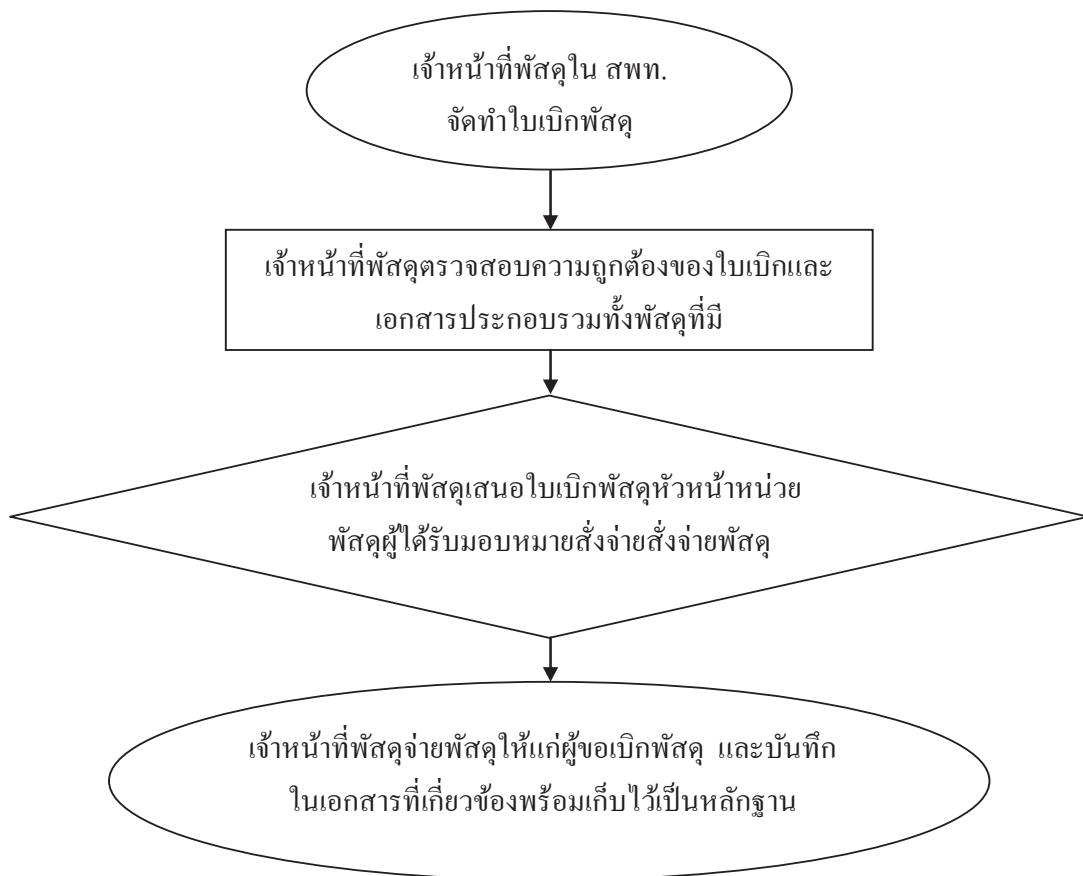 เจ้าหน้าที่พัสดุใน สพท.
จัดทำใบเบิกพัสดุ
เจ้าหน้าที่พัสดุตรวจสอบความถูกต้องของใบเบิกและ
เอกสารประกอบรวมทั้งพัสดุที่มี
เจ้าหน้าที่พัสดุเสนอใบเบิกพัสดุหัวหน้าหน่วย
พัสดุผู้ได้รับมอบหมายสั่งจ่ายสั่งจ่ายพัสดุ
เจ้าหน้าที่พัสดุจ่ายพัสดุให้แก่ผู้ขอเบิกพัสดุ และบันทึก
ในเอกสารที่เกี่ยวข้องพร้อมเก็บไว้เป็นหลักฐาน